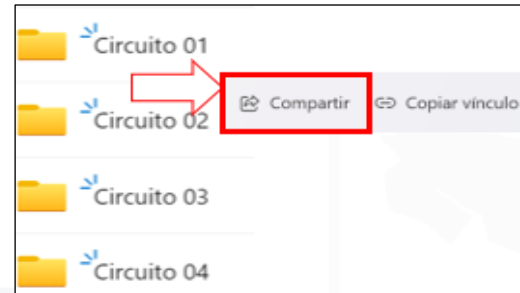 Circuito 01
Compartir
Copiar vínculo
Circuito 02
Circuito 03
Circuito 04